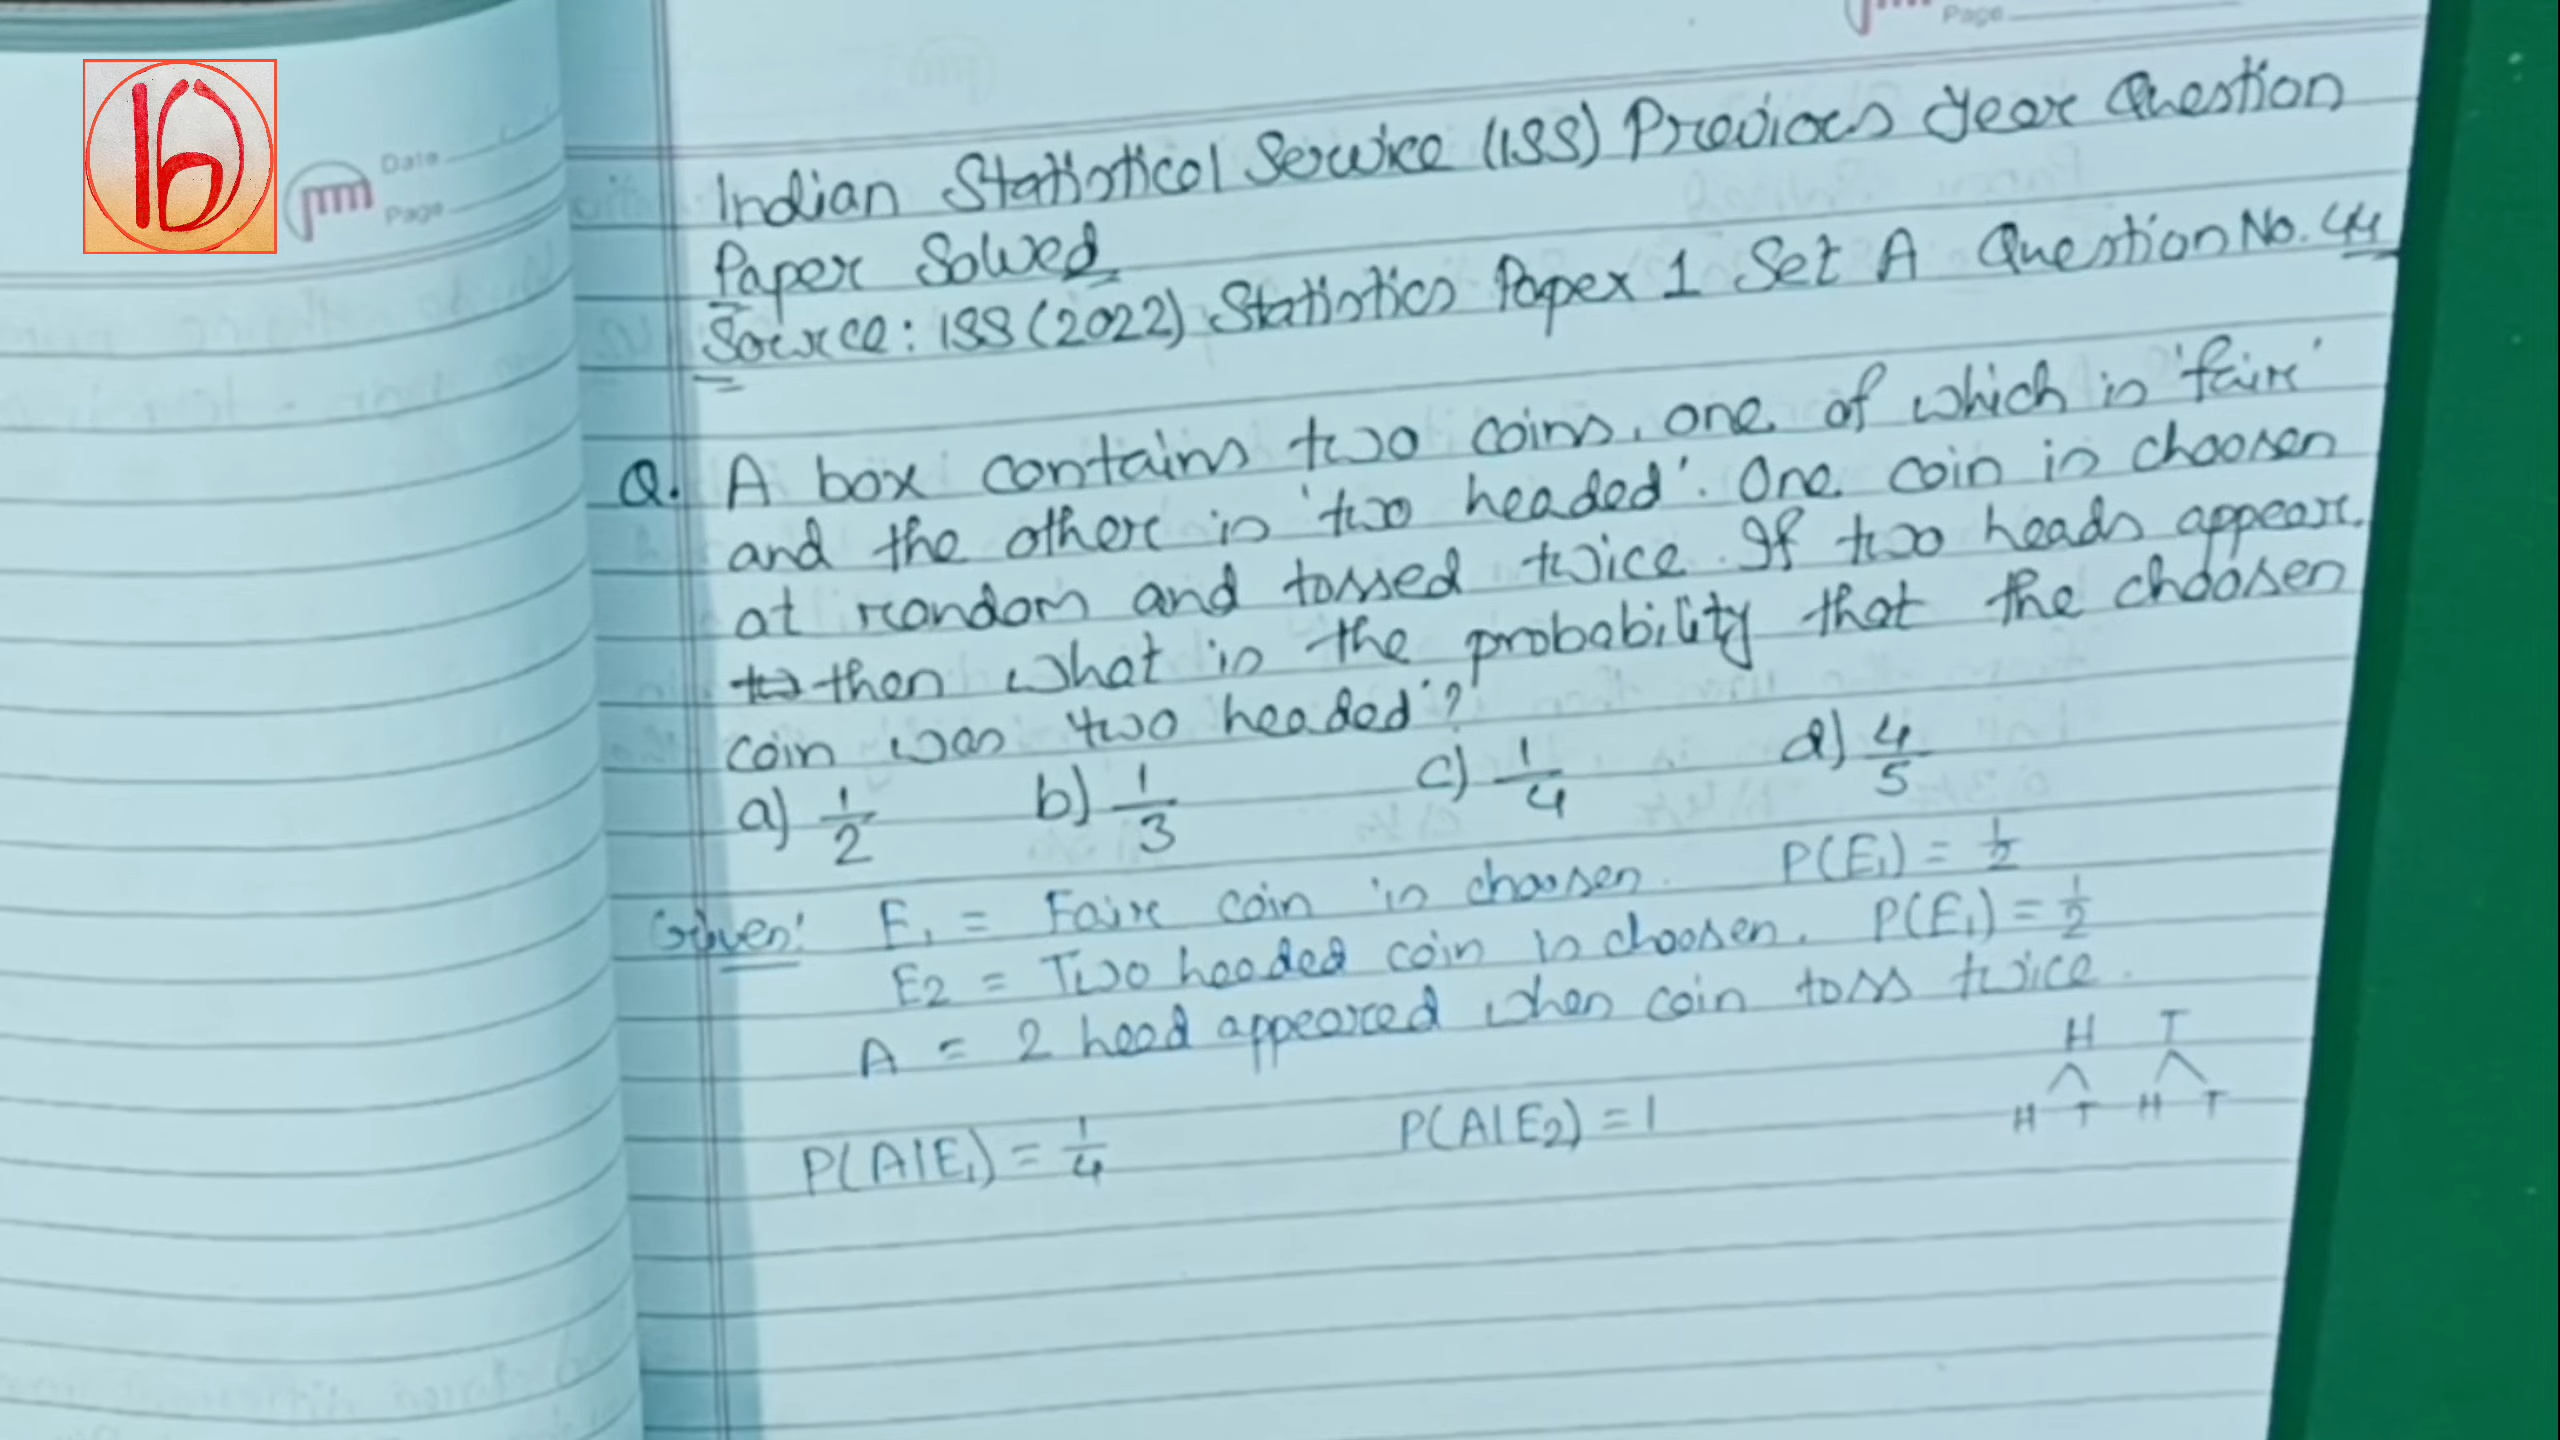 Date
Page
Page
Indian Statistical Service (ISS) Previous Year Question
Paper Solved
Source: ISS (2022) Statistics Paper 1 Set A Question No. 44
Q. A box contains two coins, one of which is 'fair'
and the other is 'two headed'. One coin is choosen
at random and tossed twice. If two heads appear.
then what is the probability that the choosen
coin was two headed'?
a) 1/2 b) 1/3 c) 1/4 d) 4/5
Given: E₁ = Fair coin is choosen. P(E₁) = 1/2
E2 = Two headed coin is choosen. P(E₁) = 1/2
A = 2 head appeared when coin toss twice.
H T
H T H T
P(A|E₁) = 1/4 P(A|E₂) = 1